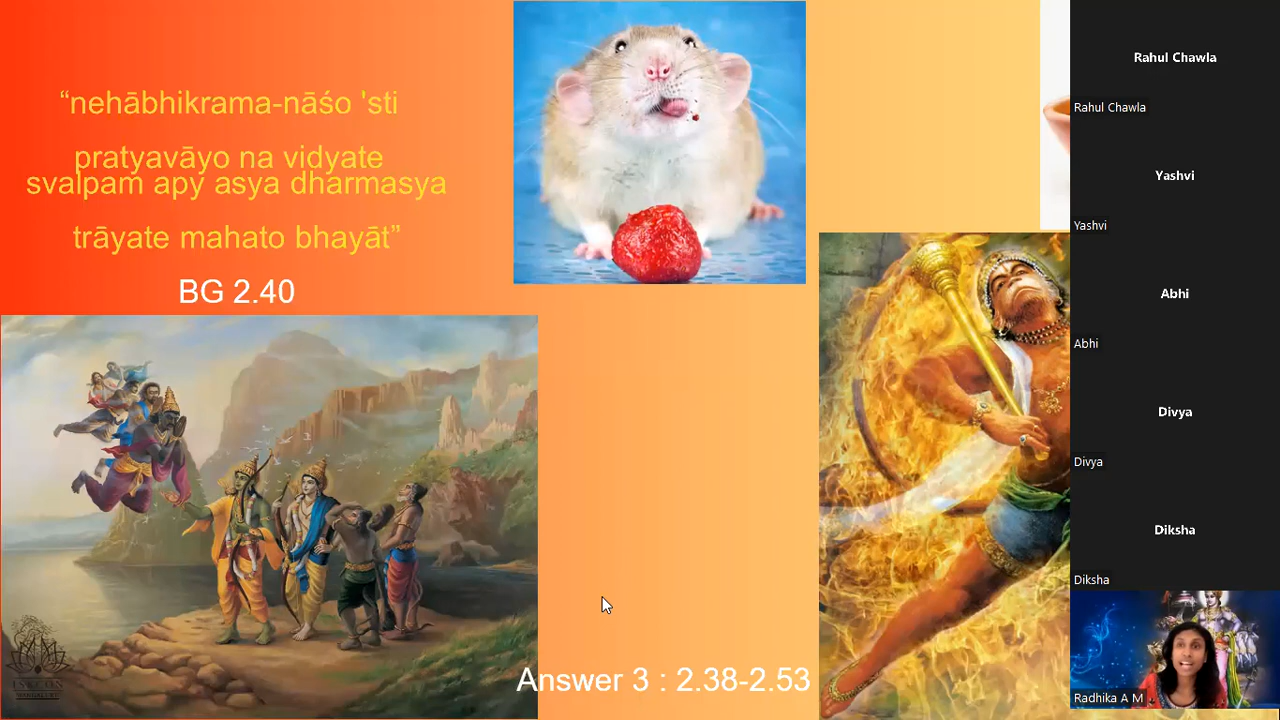 “nehābhikrama-nāśo 'sti
pratyavāyo na vidyate
svalpam apy asya dharmasya
trāyate mahato bhayāt”
BG 2.40
ISKCON
Answer 3 : 2.38-2.53
Rahul Chawla
Rahul Chawla
Yashvi
Yashvi
Abhi
Abhi
Divya
Divya
Diksha
Diksha
Radhika A M